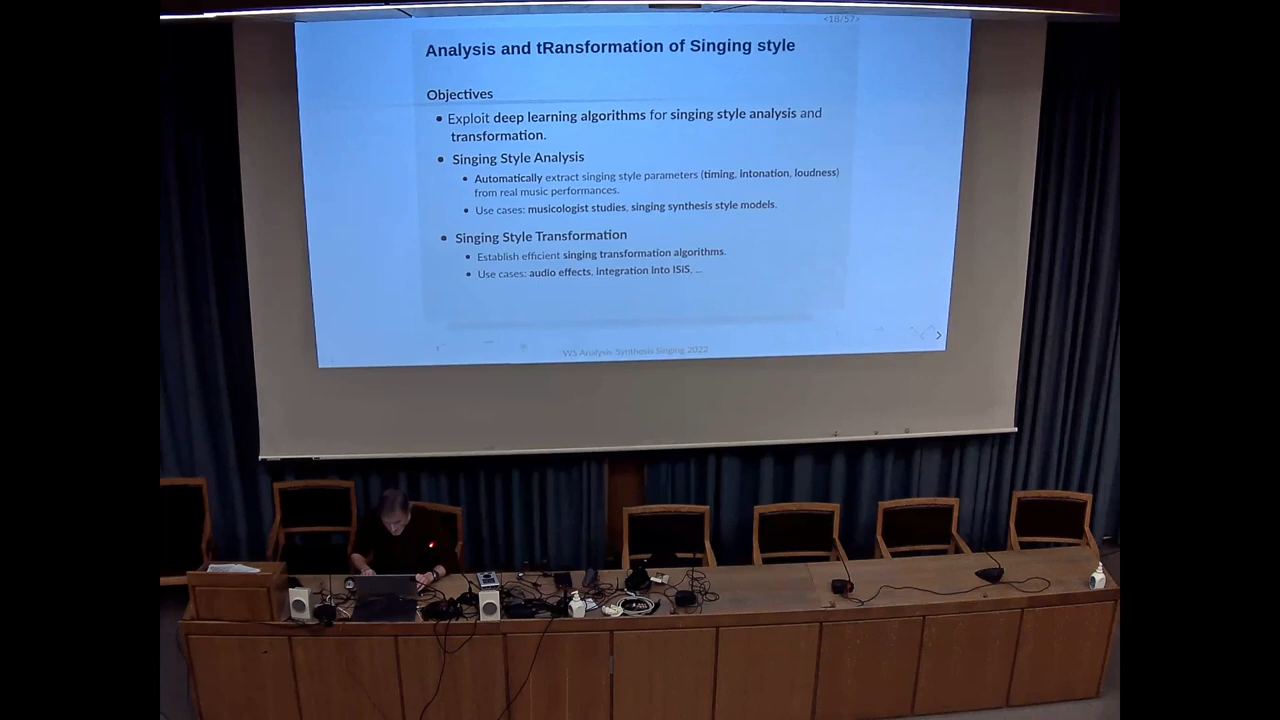 <18/57>
Analysis and tRansformation of Singing style
Objectives
• Exploit deep learning algorithms for singing style analysis and
transformation.
• Singing Style Analysis
• Automatically extract singing style parameters (timing, intonation, loudness)
from real music performances.
• Use cases: musicologist studies, singing synthesis style models.
• Singing Style Transformation
• Establish efficient singing transformation algorithms.
• Use cases: audio effects, integration into ISiS, ...
WS Analysis Synthesis Singing 2022